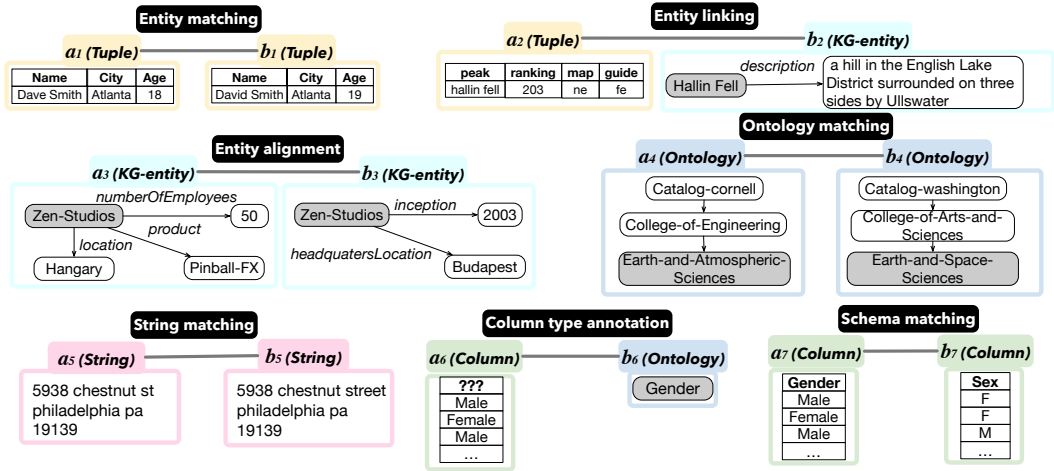 Entity matching
a1 (Tuple)
b1 (Tuple)
Name City Age
Dave Smith Atlanta 18
Name City Age
David Smith Atlanta 19
Entity linking
a2 (Tuple)
b2 (KG-entity)
peak ranking map guide
hallin fell 203 ne fe
Hallin Fell
description
a hill in the English Lake
District surrounded on three
sides by Ullswater
Entity alignment
a3 (KG-entity)
b3 (KG-entity)
numberOfEmployees
Zen-Studios
50
product
location
Hangary
Pinball-FX
Zen-Studios
inception
2003
headquatersLocation
Budapest
Ontology matching
a4 (Ontology)
b4 (Ontology)
Catalog-cornell
College-of-Engineering
Earth-and-Atmospheric-
Sciences
Catalog-washington
College-of-Arts-and-
Sciences
Earth-and-Space-
Sciences
String matching
a5 (String)
b5 (String)
5938 chestnut st
philadelphia pa
19139
5938 chestnut street
philadelphia pa
19139
Column type annotation
a6 (Column)
b6 (Ontology)
???
Male
Female
Male
...
Gender
Schema matching
a7 (Column)
b7 (Column)
Gender
Male
Female
Male
...
Sex
F
F
M
...